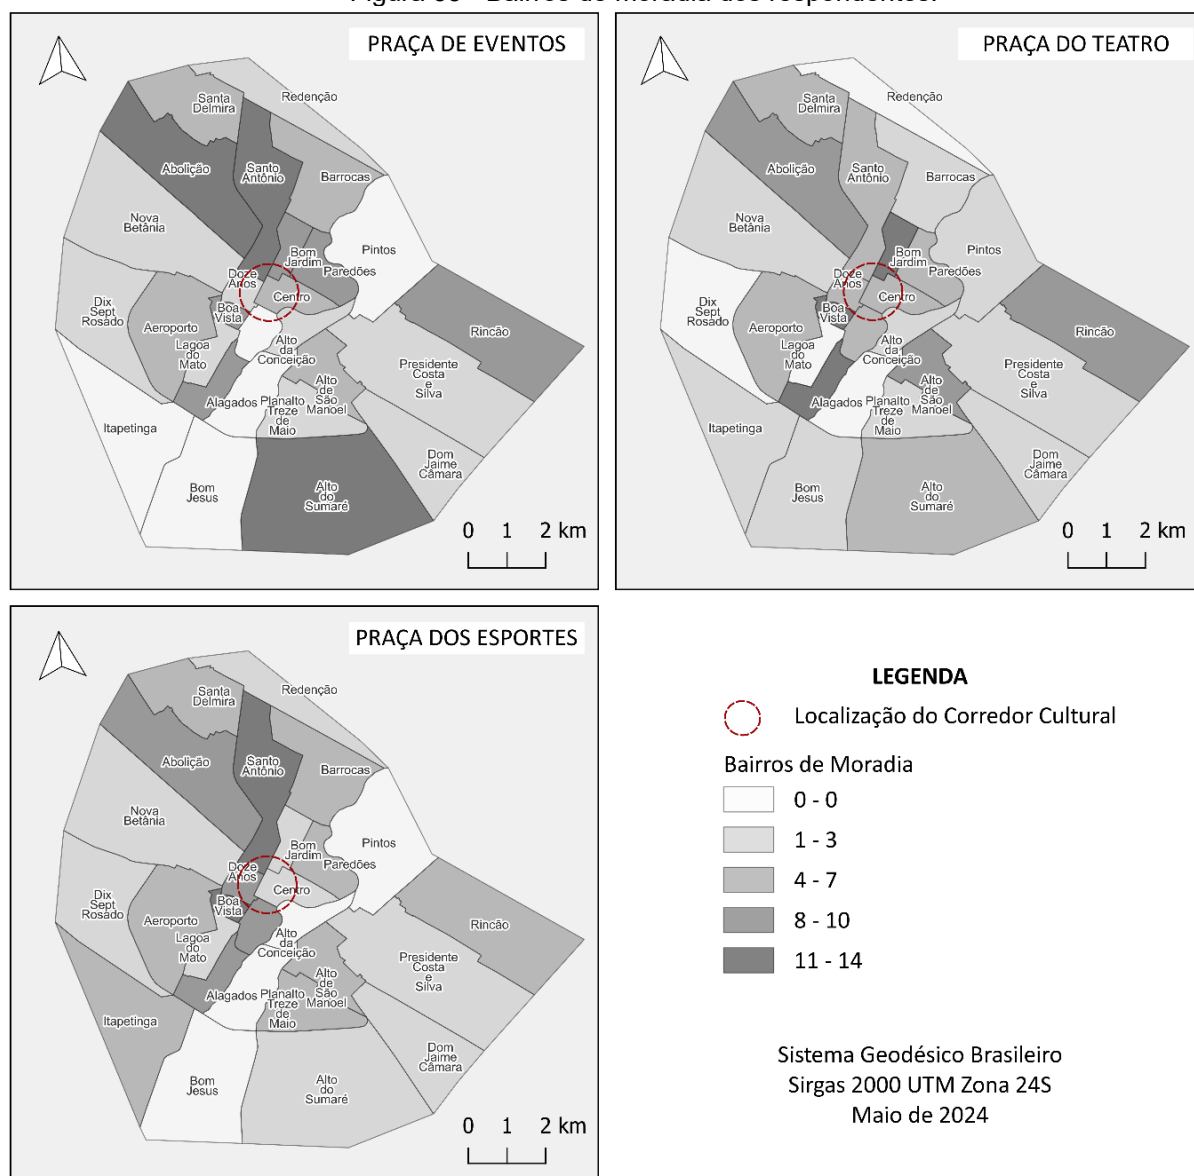 Figura 66 - Bairros de moradia dos respondentes.
PRAÇA DE EVENTOS
Santa
Delmira
Redenção
Abolição
Santo
Antônio
Barrocas
Nova
Betânia
Bom
Jardim
Paredões
Pintos
Doze
Anos
Centro
Dix
Sept
Rosado
Aeroporto
Boa
Vista
Lagoa
do
Mato
Alto
da
Conceição
Rincão
Presidente
Costa
e
Silva
Alagados
Planalto
Treze
de
Maio
Alto
de
São
Manoel
Itapetinga
Bom
Jesus
Alto
do
Sumaré
Dom
Jaime
Câmara
0 1 2 km
PRAÇA DO TEATRO
Santa
Delmira
Redenção
Abolição
Santo
Antônio
Barrocas
Nova
Betânia
Bom
Jardim
Paredões
Pintos
Doze
Anos
Centro
Dix
Sept
Rosado
Aeroporto
Boa
Vista
Lagoa
do
Mato
Alto
da
Conceição
Rincão
Presidente
Costa
e
Silva
Alagados
Planalto
Treze
de
Maio
Alto
de
São
Manoel
Itapetinga
Bom
Jesus
Alto
do
Sumaré
Dom
Jaime
Câmara
0 1 2 km
PRAÇA DOS ESPORTES
Santa
Delmira
Redenção
Abolição
Santo
Antônio
Barrocas
Nova
Betânia
Bom
Jardim
Paredões
Pintos
Doze
Anos
Centro
Dix
Sept
Rosado
Aeroporto
Boa
Vista
Lagoa
do
Mato
Alto
da
Conceição
Rincão
Presidente
Costa
e
Silva
Alagados
Planalto
Treze
de
Maio
Alto
de
São
Manoel
Itapetinga
Bom
Jesus
Alto
do
Sumaré
Dom
Jaime
Câmara
0 1 2 km
LEGENDA
Localização do Corredor Cultural
Bairros de Moradia
0 - 0
1 - 3
4 - 7
8 - 10
11 - 14
Sistema Geodésico Brasileiro
Sirgas 2000 UTM Zona 24S
Maio de 2024